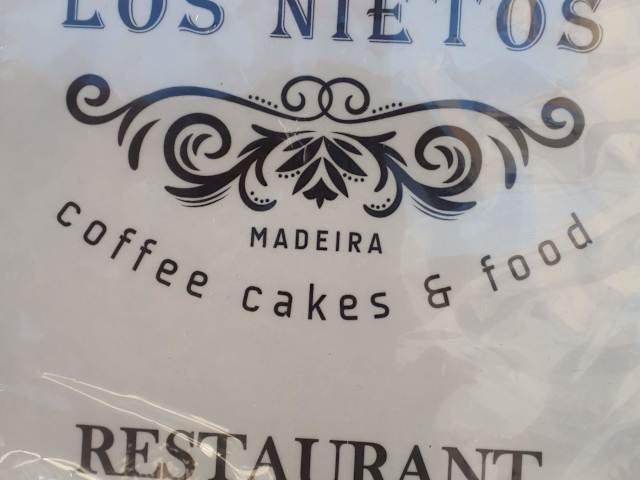 LOS NIETOS
MADEIRA
coffee cakes & food
RESTAURANT